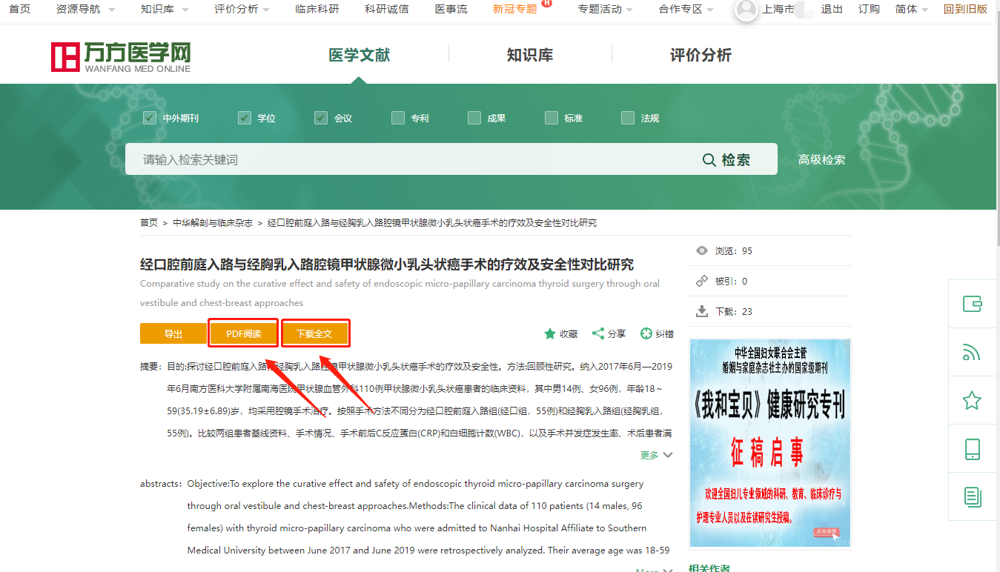 首页 资源导航 知识库 评价分析 临床科研 科研诚信 医事流 新冠专题 H 专题活动 合作专区 上海市 退出 订购 简体 回到旧版
万方医学网
WANFANG MED ONLINE
医学文献 知识库 评价分析
中外期刊 学位 会议 专利 成果 标准 法规
请输入检索关键词 检索 高级检索
首页 > 中华解剖与临床杂志 > 经口腔前庭入路与经胸乳入路腔镜甲状腺微小乳头状癌手术的疗效及安全性对比研究
经口腔前庭入路与经胸乳入路腔镜甲状腺微小乳头状癌手术的疗效及安全性对比研究
Comparative study on the curative effect and safety of endoscopic micro-papillary carcinoma thyroid surgery through oral
vestibule and chest-breast approaches
导出 PDF阅读 下载全文 收藏 分享 纠错
摘要：目的:探讨经口腔前庭入路与经胸乳入路腔镜甲状腺微小乳头状癌手术的疗效及安全性。方法:回顾性研究。纳入2017年6月—2019
年6月南方医科大学附属南海医院甲状腺血管外科110例甲状腺微小乳头状癌患者的临床资料，其中男14例、女96例，年龄18～
59(35.19±6.89)岁，均采用腔镜手术治疗。按照手术方法不同分为经口腔前庭入路组(经口组，55例)和经胸乳入路组(经胸乳组，
55例)。比较两组患者基线资料、手术情况、手术前后C反应蛋白(CRP)和白细胞计数(WBC)，以及手术并发症发生率、术后患者满
更多
abstracts：Objective:To explore the curative effect and safety of endoscopic thyroid micro-papillary carcinoma surgery
through oral vestibule and chest-breast approaches.Methods:The clinical data of 110 patients (14 males, 96
females) with thyroid micro-papillary carcinoma who were admitted to Nanhai Hospital Affiliate to Southern
Medical University between June 2017 and June 2019 were retrospectively analyzed. Their average age was 18-59
More
浏览：95
被引：0
下载：23
中华全国妇女联合会主管
婚姻与家庭杂志社主办的国家级期刊
《我和宝贝》健康研究专刊
征稿启事
欢迎全国妇儿专业领域的科研、教育、临床诊疗与
护理专业人员以及在读研究生投稿。
点击详情
相关作者